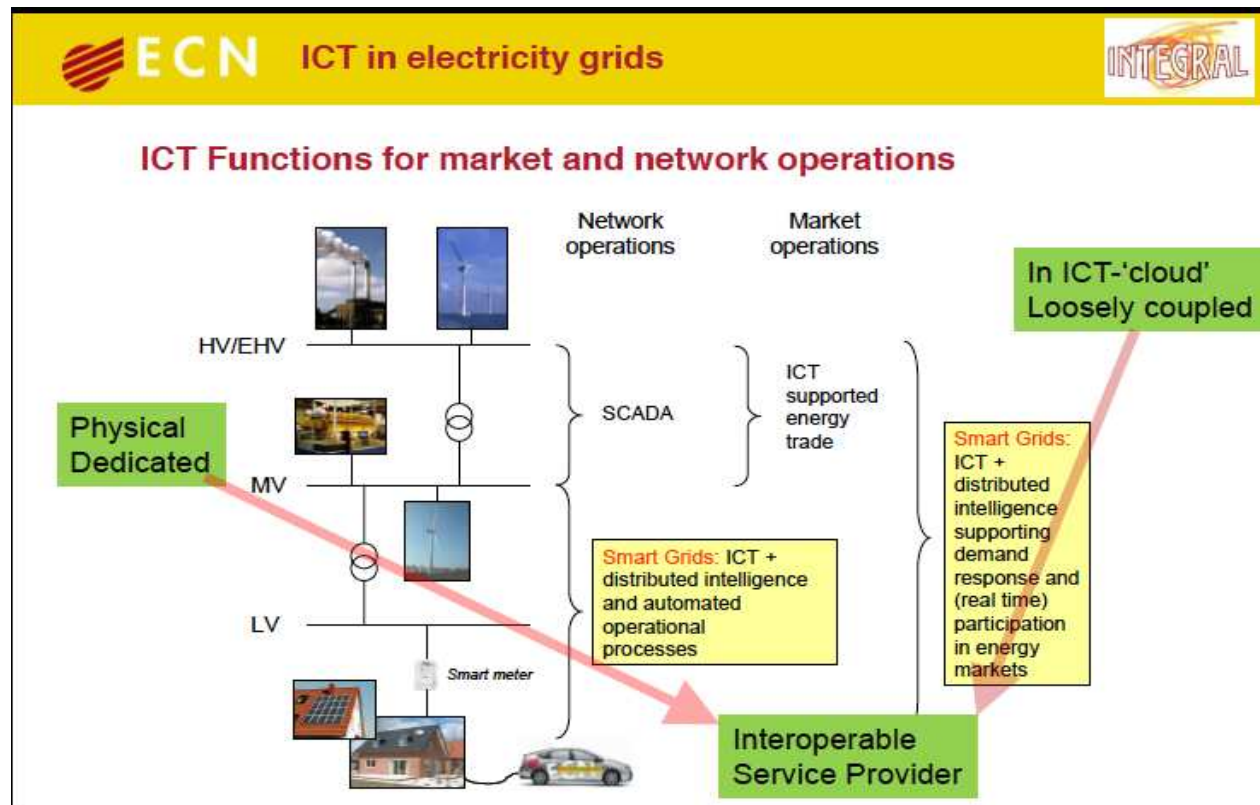 ECN
ICT in electricity grids
INTEGRAL
ICT Functions for market and network operations
Network
operations
Market
operations
In ICT-‘cloud’
Loosely coupled
HV/EHV
SCADA
ICT
supported
energy
trade
Physical
Dedicated
MV
Smart Grids:
ICT +
distributed
intelligence
supporting
demand
response and
(real time)
participation
in energy
markets
Smart Grids: ICT +
distributed intelligence
and automated
operational
processes
LV
Smart meter
Interoperable
Service Provider